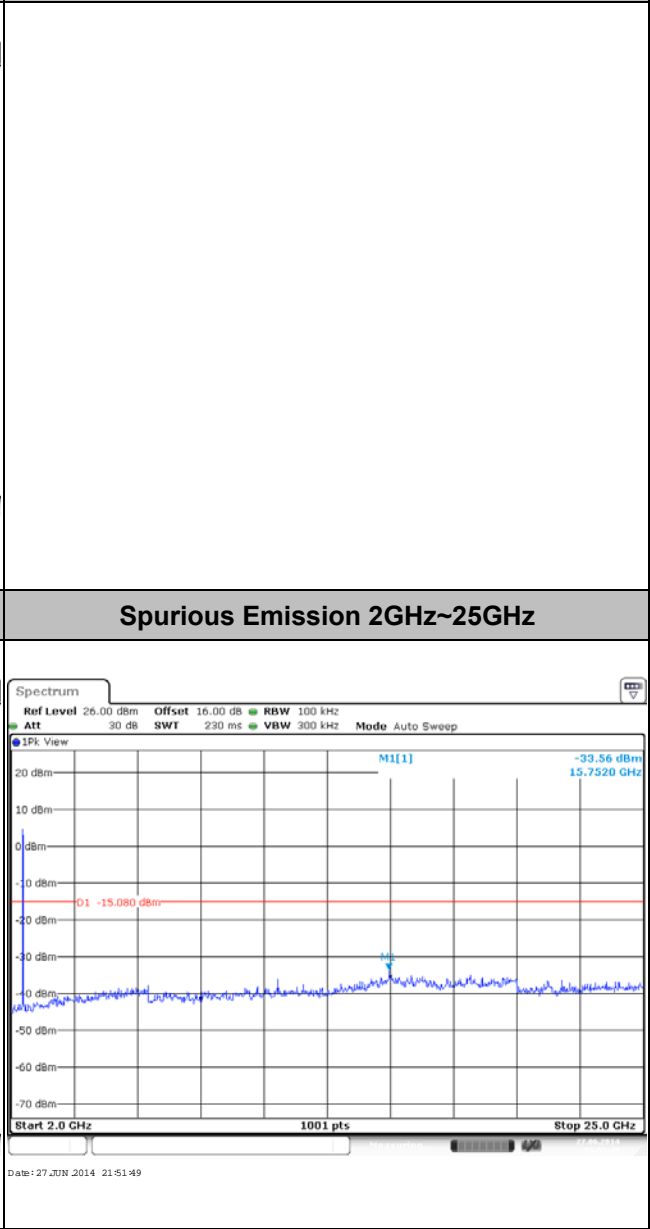 Spurious Emission 2GHz~25GHz
Spectrum
Ref Level 26.00 dBm Offset 16.00 dB RBW 100 kHz
Att 30 dB SWT 230 ms VBW 300 kHz Mode Auto Sweep
1Pk View
M1[1] -33.56 dBm
15.7520 GHz
20 dBm
10 dBm
0 dBm
-10 dBm
D1 -15.080 dBm
-20 dBm
-30 dBm
M1
-40 dBm
-50 dBm
-60 dBm
-70 dBm
Start 2.0 GHz 1001 pts Stop 25.0 GHz
Date: 27.JUN.2014 21:51:49